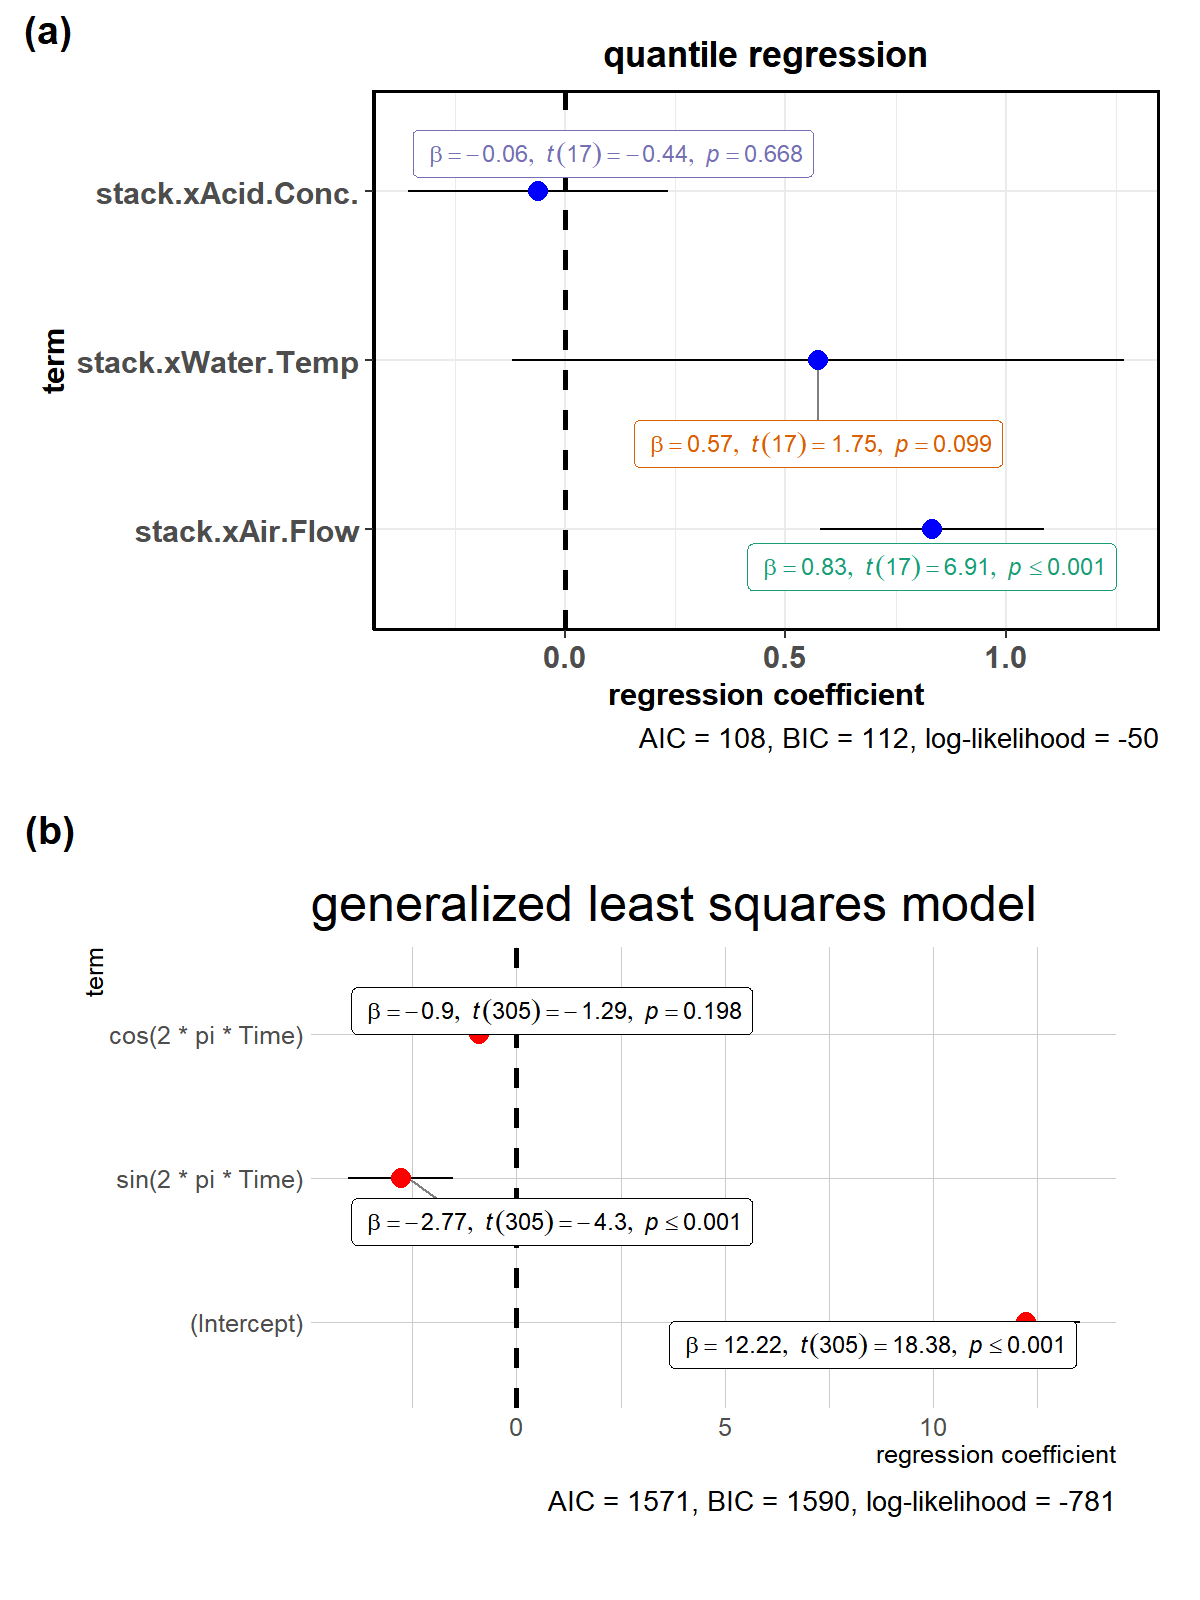 (a)
quantile regression
β = −0.06, t(17) = −0.44, p = 0.668
stack.xAcid.Conc.
term
stack.xWater.Temp
β = 0.57, t(17) = 1.75, p = 0.099
stack.xAir.Flow
β = 0.83, t(17) = 6.91, p ≤ 0.001
0.0 0.5 1.0
regression coefficient
AIC = 108, BIC = 112, log-likelihood = -50
(b)
generalized least squares model
term
β = −0.9, t(305) = −1.29, p = 0.198
cos(2 * pi * Time)
sin(2 * pi * Time)
β = −2.77, t(305) = −4.3, p ≤ 0.001
(Intercept)
β = 12.22, t(305) = 18.38, p ≤ 0.001
0 5 10
regression coefficient
AIC = 1571, BIC = 1590, log-likelihood = -781